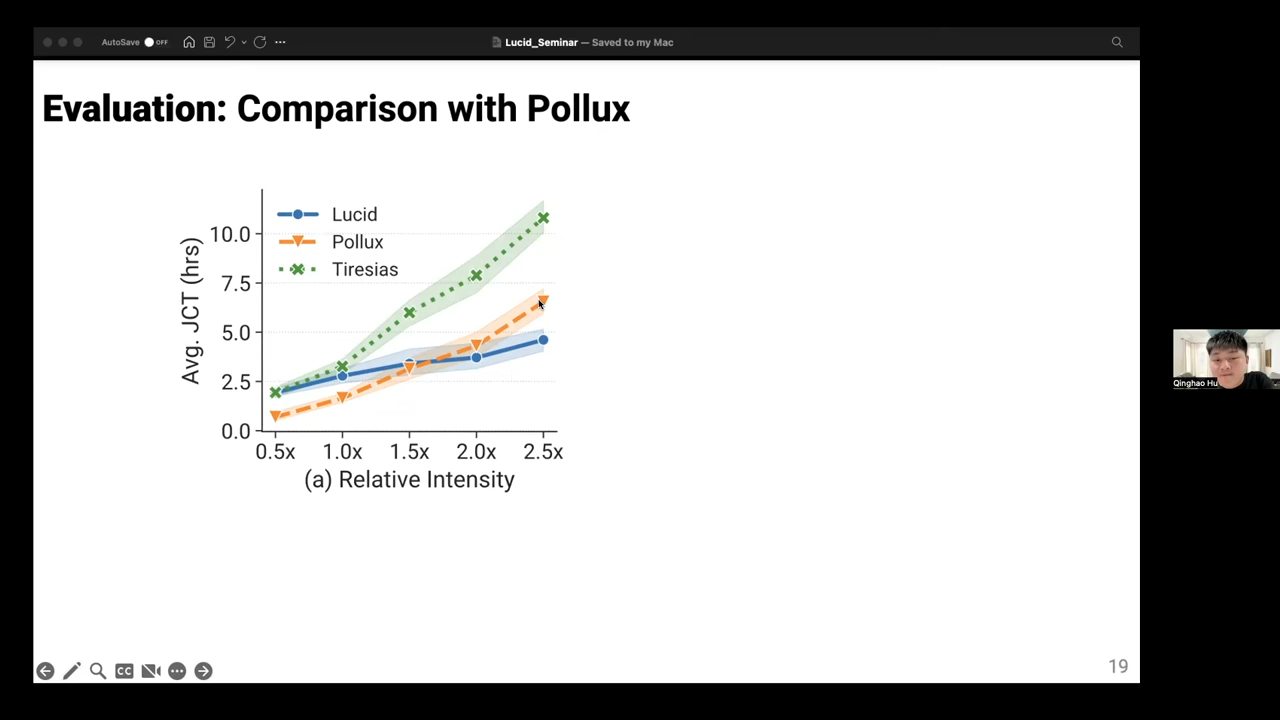 AutoSave OFF
Lucid_Seminar — Saved to my Mac
Evaluation: Comparison with Pollux
Lucid
Pollux
Tiresias
Avg. JCT (hrs)
10.0
7.5
5.0
2.5
0.0
0.5x 1.0x 1.5x 2.0x 2.5x
(a) Relative Intensity
Qinghao Hu
CC
19